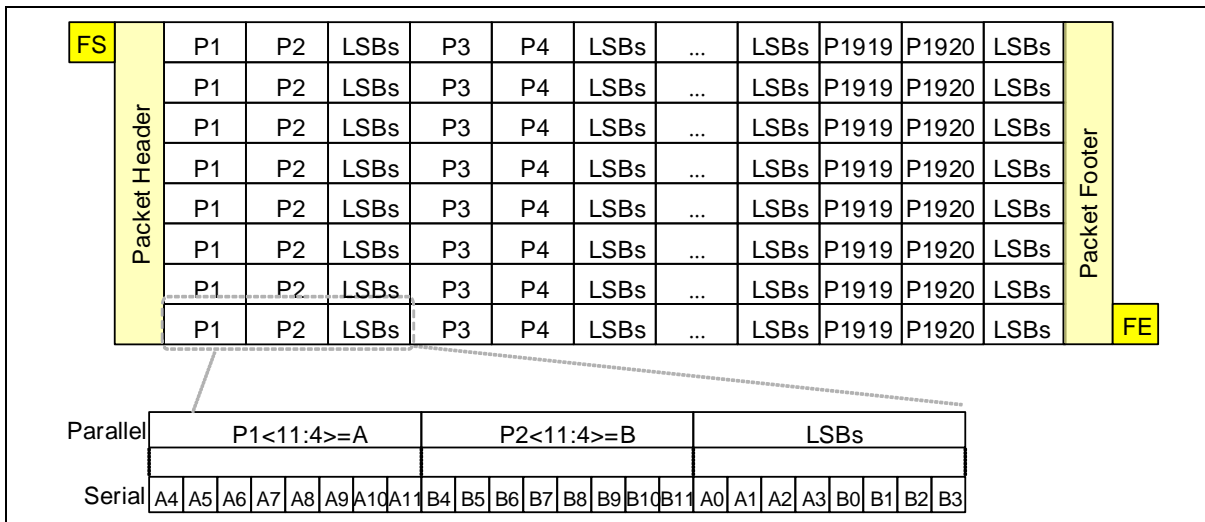 FS P1 P2 LSBs P3 P4 LSBs ... LSBs P1919 P1920 LSBs
P1 P2 LSBs P3 P4 LSBs ... LSBs P1919 P1920 LSBs
P1 P2 LSBs P3 P4 LSBs ... LSBs P1919 P1920 LSBs
P1 P2 LSBs P3 P4 LSBs ... LSBs P1919 P1920 LSBs
P1 P2 LSBs P3 P4 LSBs ... LSBs P1919 P1920 LSBs
P1 P2 LSBs P3 P4 LSBs ... LSBs P1919 P1920 LSBs
P1 P2 LSBs P3 P4 LSBs ... LSBs P1919 P1920 LSBs
P1 P2 LSBs P3 P4 LSBs ... LSBs P1919 P1920 LSBs FE
Packet Header
Packet Footer
Parallel P1<11:4>=A P2<11:4>=B LSBs
Serial A4 A5 A6 A7 A8 A9 A10 A11 B4 B5 B6 B7 B8 B9 B10 B11 A0 A1 A2 A3 B0 B1 B2 B3